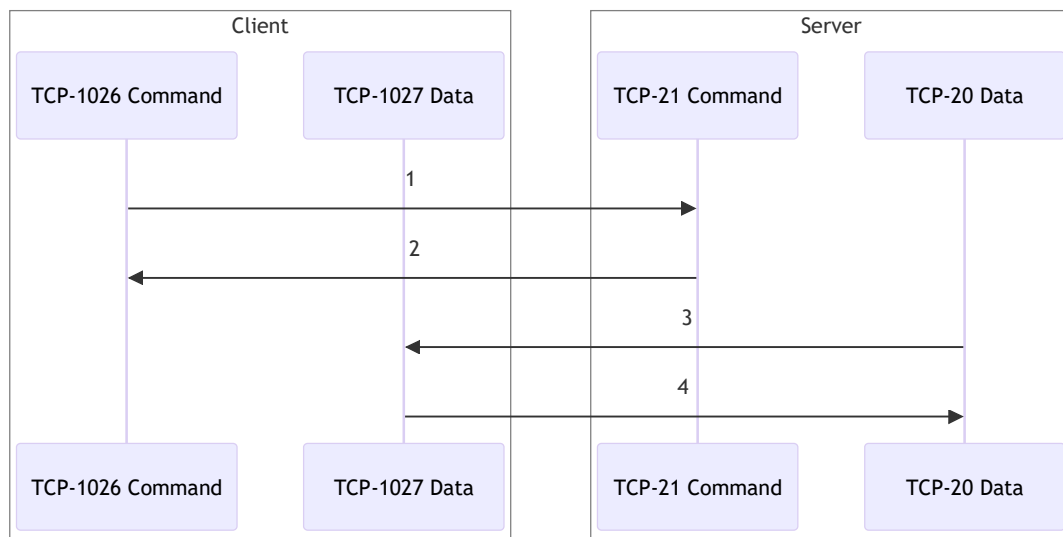 Client
Server
TCP-1026 Command
TCP-1027 Data
TCP-21 Command
TCP-20 Data
1
2
3
4
TCP-1026 Command
TCP-1027 Data
TCP-21 Command
TCP-20 Data